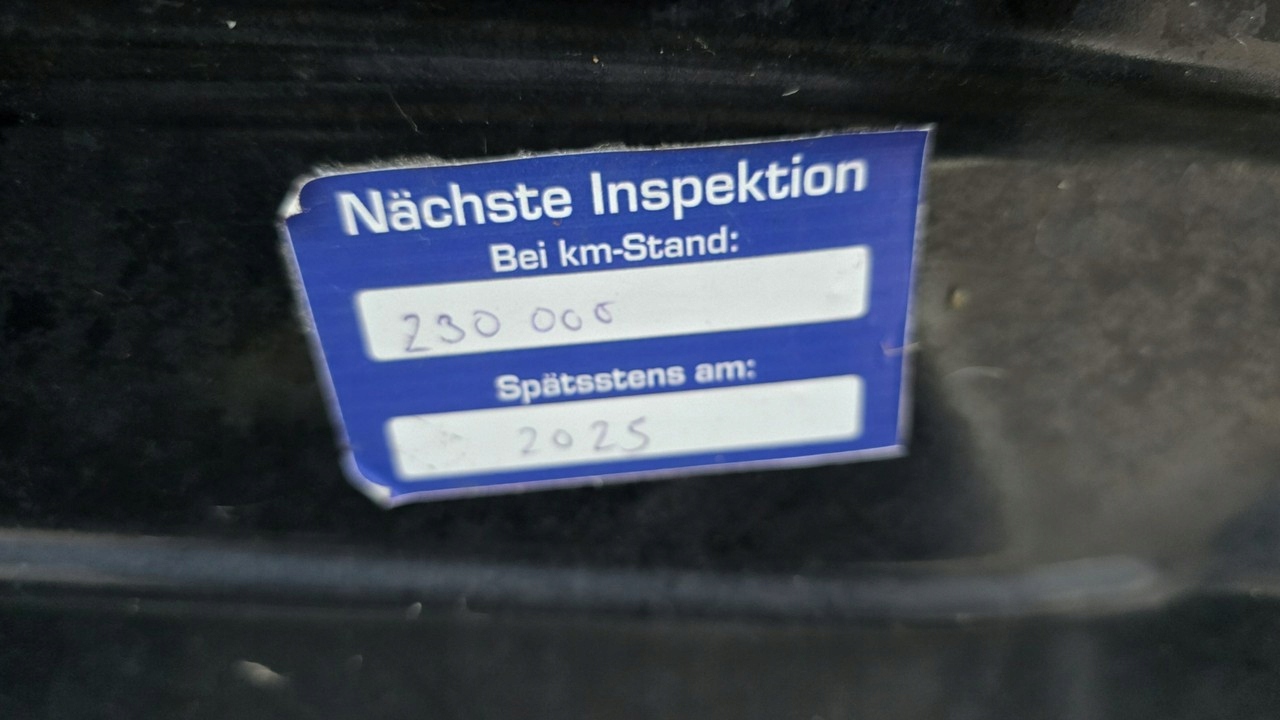 Nächste Inspektion
Bei km-Stand:
230 000
Spätsstens am:
2025